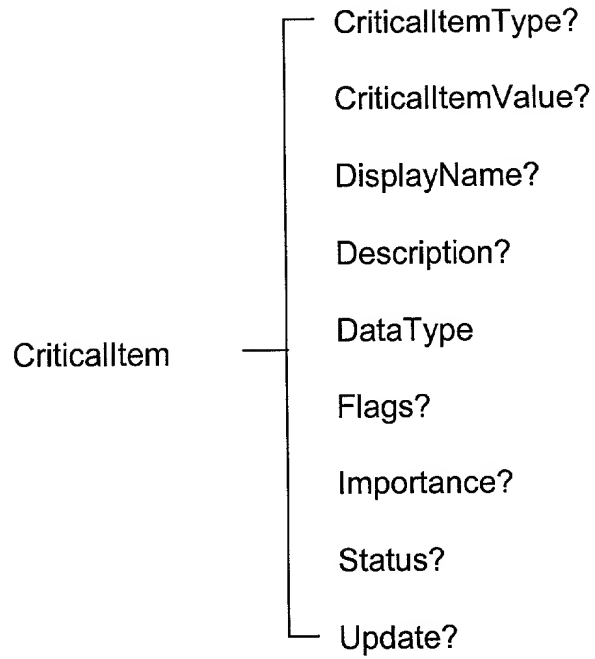 CriticalItemType?
CriticalItemValue?
DisplayName?
Description?
DataType
CriticalItem
Flags?
Importance?
Status?
Update?